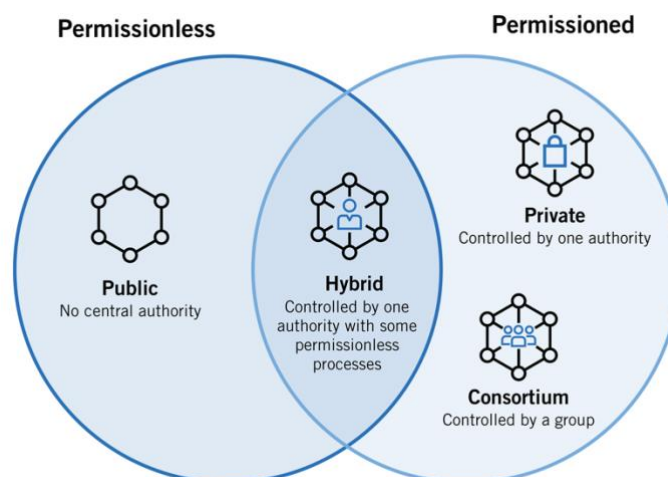 Permissionless
Permissioned
Public
No central authority
Hybrid
Controlled by one
authority with some
permissionless
processes
Private
Controlled by one authority
Consortium
Controlled by a group